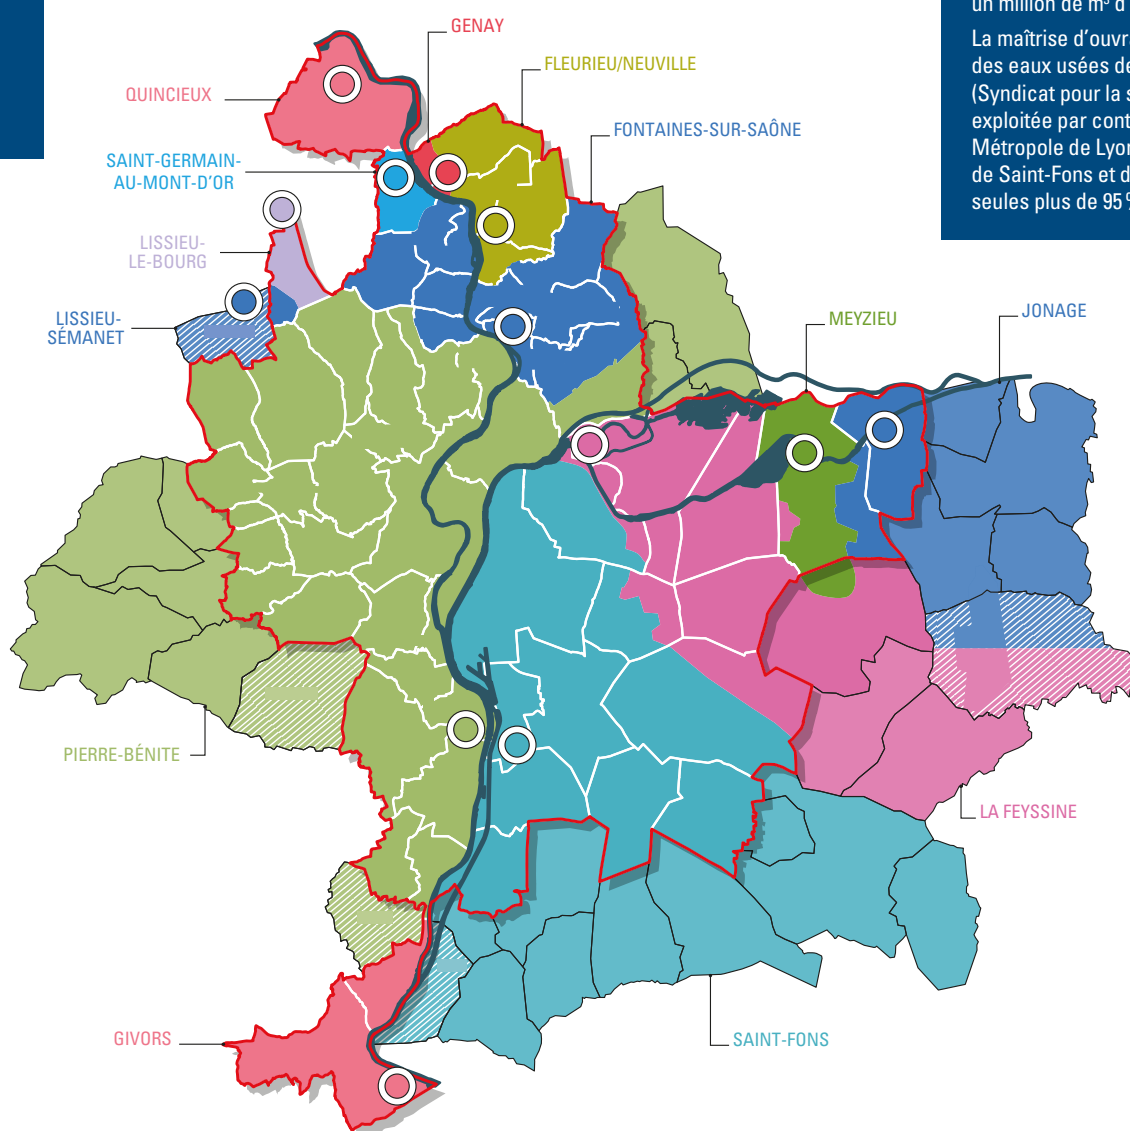 un million de m³ d
La maîtrise d’ouvra
des eaux usées de
(Syndicat pour la s
exploitée par cont
Métropole de Lyon
de Saint-Fons et d
seules plus de 95 %
GENAY
FLEURIEU/NEUVILLE
QUINCIEUX
FONTAINES-SUR-SAÔNE
SAINT-GERMAIN-
AU-MONT-D’OR
LISSIEU-
LE-BOURG
LISSIEU-
SÉMANET
MEYZIEU
JONAGE
PIERRE-BÉNITE
LA FEYSSINE
GIVORS
SAINT-FONS